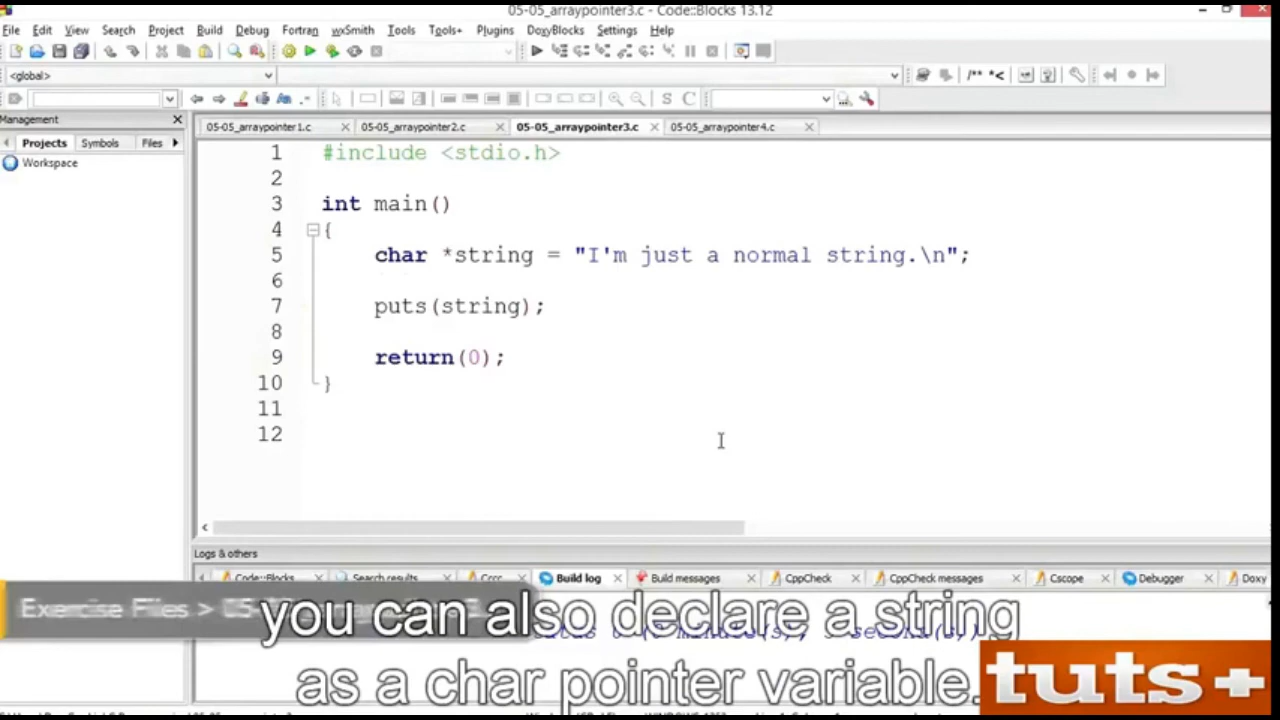 05-05_arraypointer3.c - Code::Blocks 13.12
File Edit View Search Project Build Debug Fortran wxSmith Tools Tools+ Plugins DoxyBlocks Settings Help
<global>
/** *<
S C
Management
05-05_arraypointer1.c 05-05_arraypointer2.c 05-05_arraypointer3.c 05-05_arraypointer4.c
Projects Symbols Files
Workspace
1 #include <stdio.h>
2
3 int main()
4 {
5 char *string = "I'm just a normal string.\n";
6
7 puts(string);
8
9 return(0);
10 }
11
12
Logs & others
Code::Blocks Search results Cccc Build log Build messages CppCheck CppCheck messages Cscope Debugger Doxy
Exercise Files > 05
you can also declare a string
as a char pointer variable.
tuts+